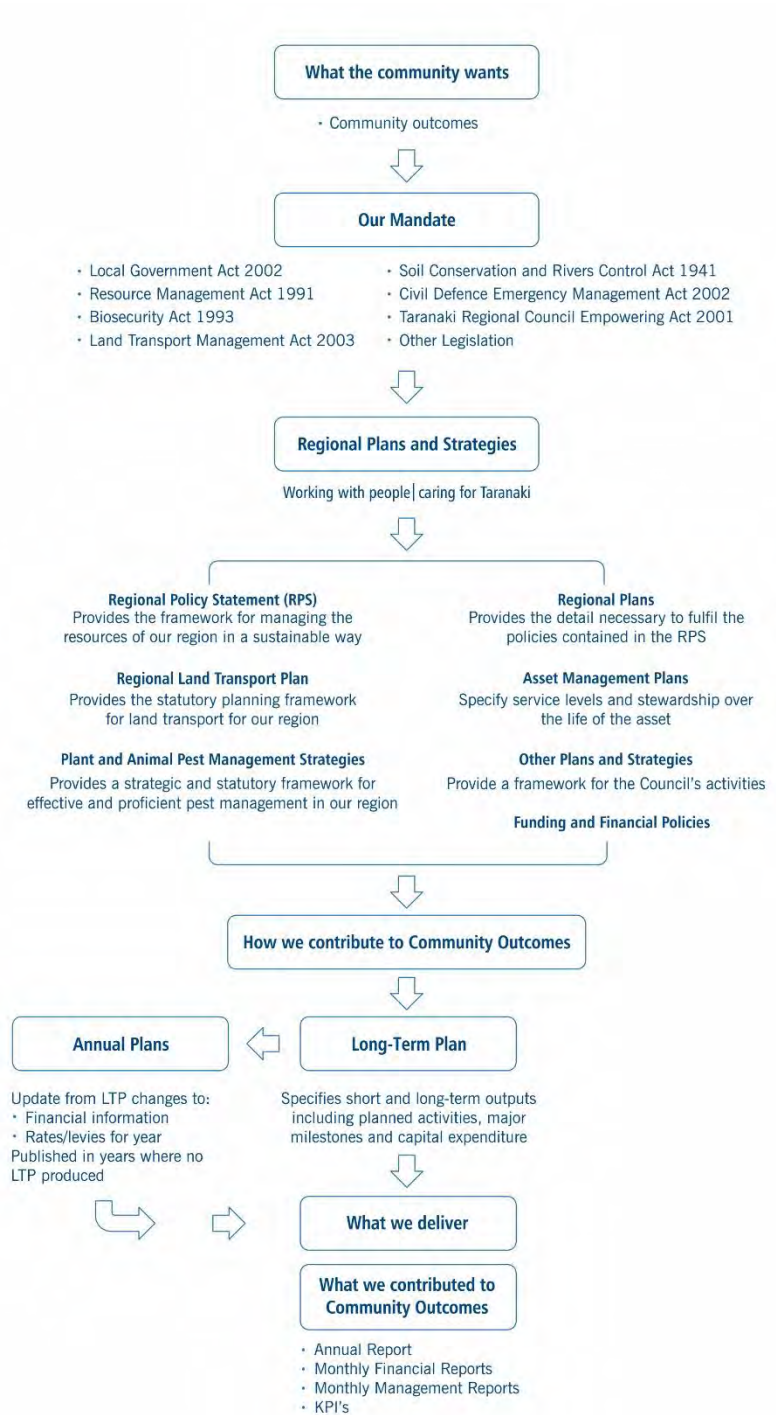 What the community wants
· Community outcomes
Our Mandate
· Local Government Act 2002
· Resource Management Act 1991
· Biosecurity Act 1993
· Land Transport Management Act 2003
· Soil Conservation and Rivers Control Act 1941
· Civil Defence Emergency Management Act 2002
· Taranaki Regional Council Empowering Act 2001
· Other Legislation
Regional Plans and Strategies
Working with people | caring for Taranaki
Regional Policy Statement (RPS)
Provides the framework for managing the
resources of our region in a sustainable way
Regional Land Transport Plan
Provides the statutory planning framework
for land transport for our region
Plant and Animal Pest Management Strategies
Provides a strategic and statutory framework for
effective and proficient pest management in our region
Regional Plans
Provides the detail necessary to fulfil the
policies contained in the RPS
Asset Management Plans
Specify service levels and stewardship over
the life of the asset
Other Plans and Strategies
Provide a framework for the Council's activities
Funding and Financial Policies
How we contribute to Community Outcomes
Annual Plans
Update from LTP changes to:
· Financial information
· Rates/levies for year
Published in years where no
LTP produced
Long-Term Plan
Specifies short and long-term outputs
including planned activities, major
milestones and capital expenditure
What we deliver
What we contributed to
Community Outcomes
· Annual Report
· Monthly Financial Reports
· Monthly Management Reports
· KPI's